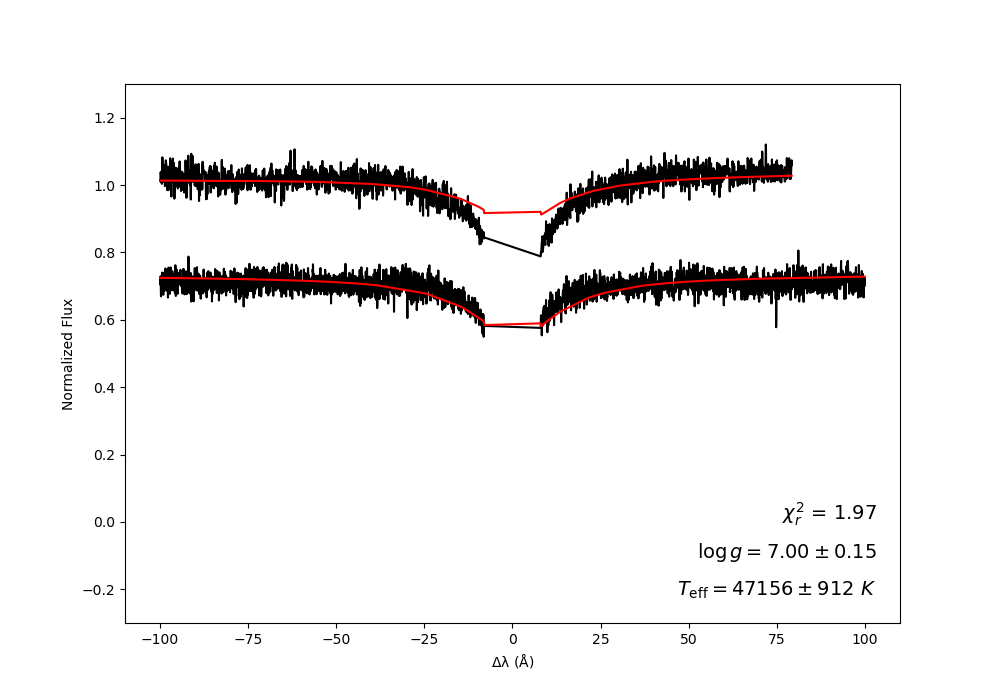 1.2
1.0
0.8
0.6
0.4
0.2
0.0
−0.2
Normalized Flux
χ²ᵣ = 1.97
log g = 7.00 ± 0.15
T_eff = 47156 ± 912 K
−100 −75 −50 −25 0 25 50 75 100
Δλ (Å)